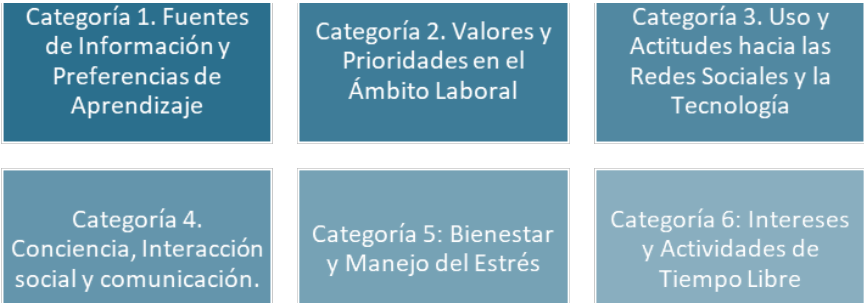 Categoría 1. Fuentes
de Información y
Preferencias de
Aprendizaje
Categoría 2. Valores y
Prioridades en el
Ámbito Laboral
Categoría 3. Uso y
Actitudes hacia las
Redes Sociales y la
Tecnología
Categoría 4.
Conciencia, Interacción
social y comunicación.
Categoría 5: Bienestar
y Manejo del Estrés
Categoría 6: Intereses
y Actividades de
Tiempo Libre